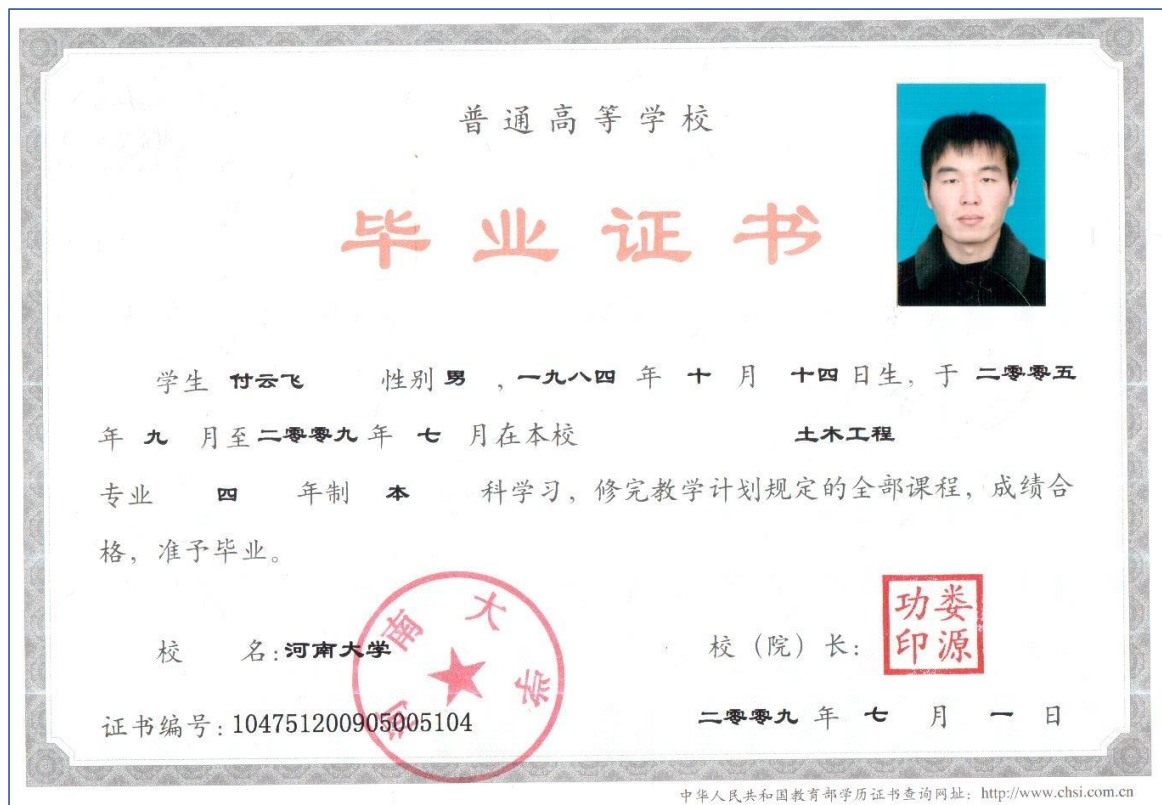 普通高等学校
毕业证书
学生 付云飞 性别 男 ，一九八四 年 十 月 十四 日生，于 二零零五
年 九 月至 二零零九 年 七 月在本校 土木工程
专业 四 年制 本 科学习，修完教学计划规定的全部课程，成绩合
格，准予毕业。
河南大学
娄源功印
校 名：河南大学 校（院）长：
证书编号：104751200905005104 二零零九 年 七 月 一 日
中华人民共和国教育部学历证书查询网址：http://www.chsi.com.cn